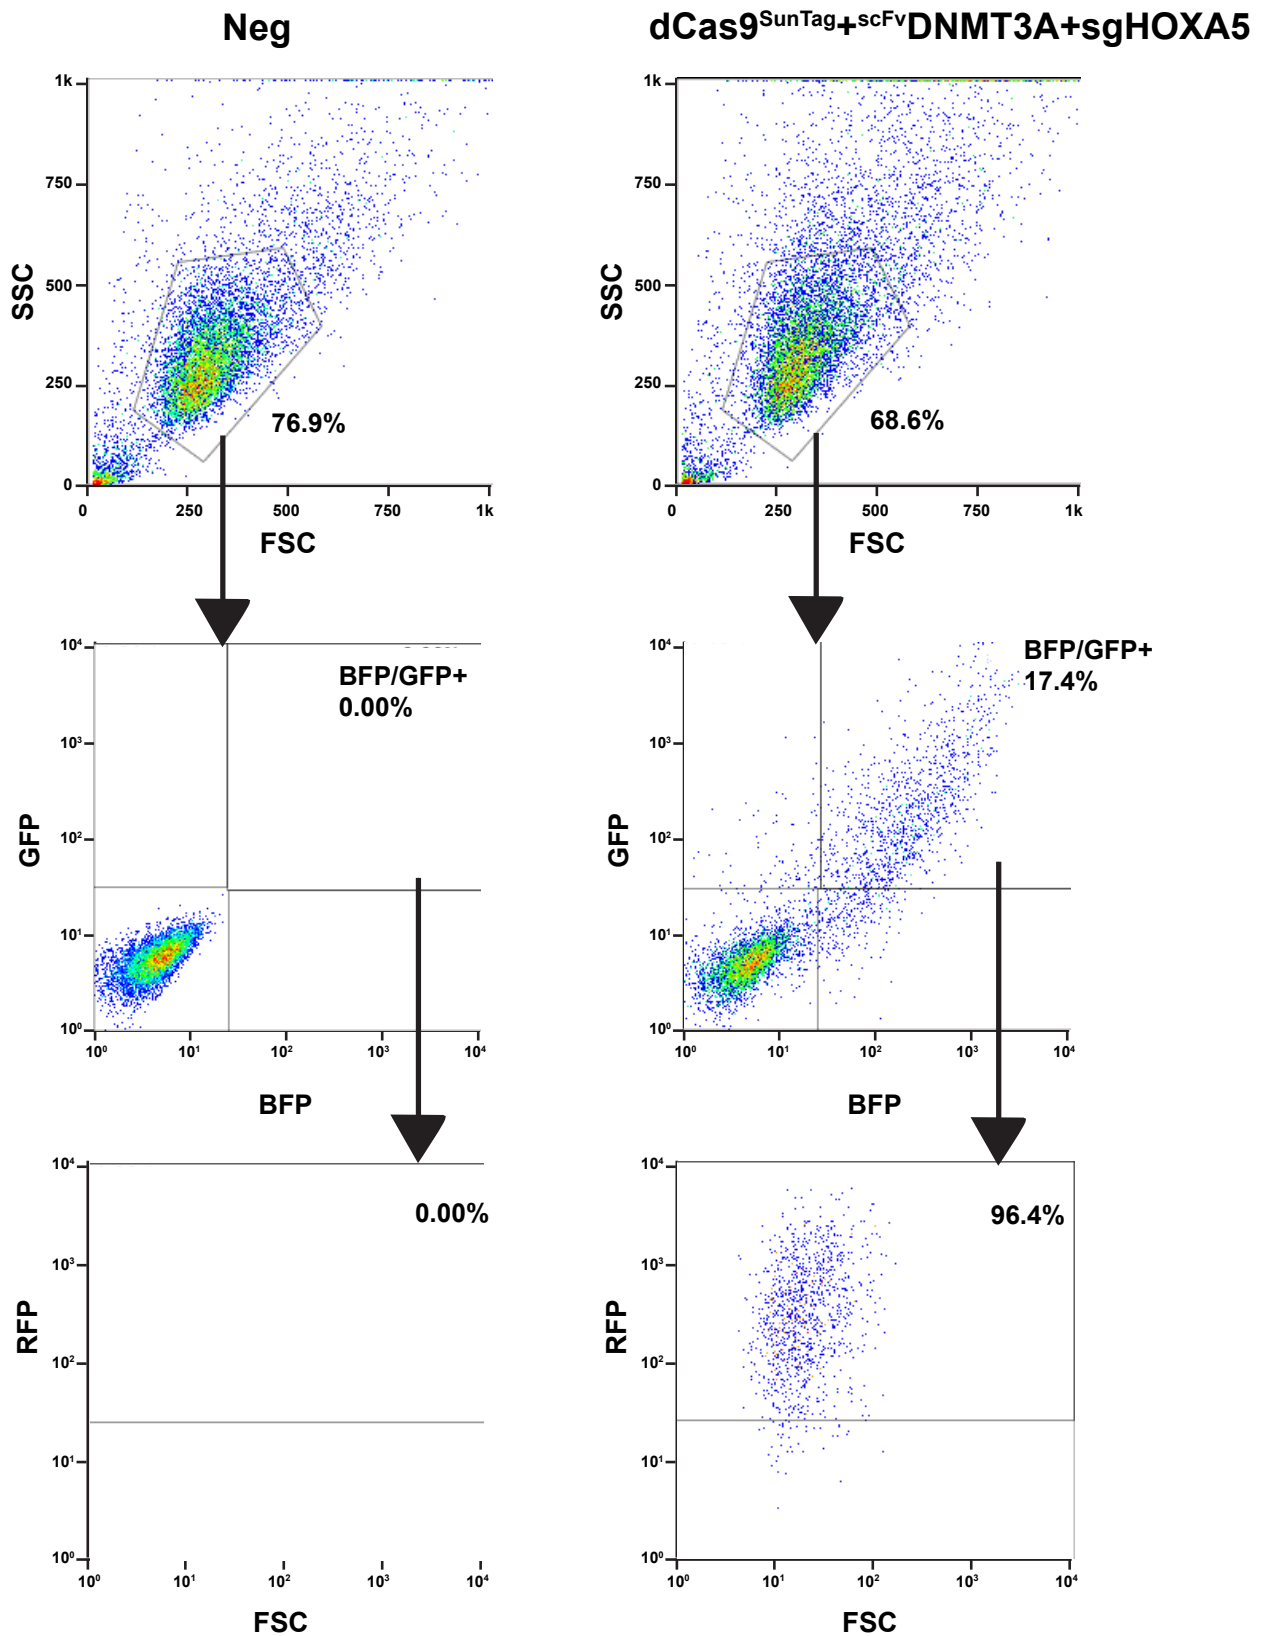 Neg
dCas9SunTag+scFvDNMT3A+sgHOXA5
1k
750
500
250
0
SSC
76.9%
0 250 500 750 1k
FSC
1k
750
500
250
0
SSC
68.6%
0 250 500 750 1k
FSC
10⁴
10³
10²
10¹
10⁰
GFP
BFP/GFP+
0.00%
10⁰ 10¹ 10² 10³ 10⁴
BFP
10⁴
10³
10²
10¹
10⁰
GFP
BFP/GFP+
17.4%
10⁰ 10¹ 10² 10³ 10⁴
BFP
10⁴
10³
10²
10¹
10⁰
RFP
0.00%
10⁰ 10¹ 10² 10³ 10⁴
FSC
10⁴
10³
10²
10¹
10⁰
RFP
96.4%
10⁰ 10¹ 10² 10³ 10⁴
FSC